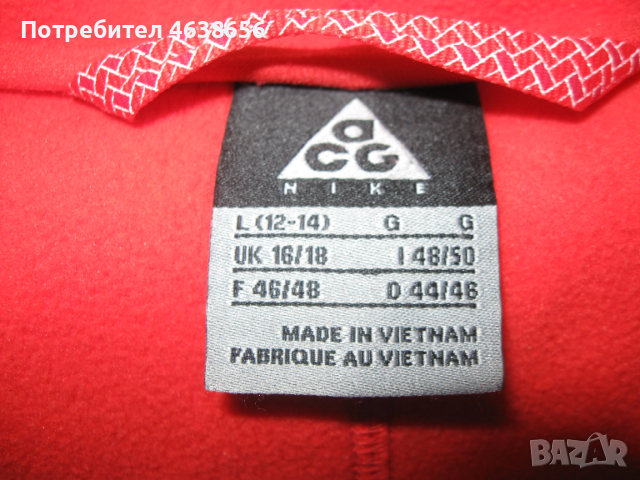 Потребител 4638656
aCG
NIKE
L (12-14) G G
UK 16/18 I 48/50
F 46/48 D 44/46
MADE IN VIETNAM
FABRIQUE AU VIETNAM
BAZAR